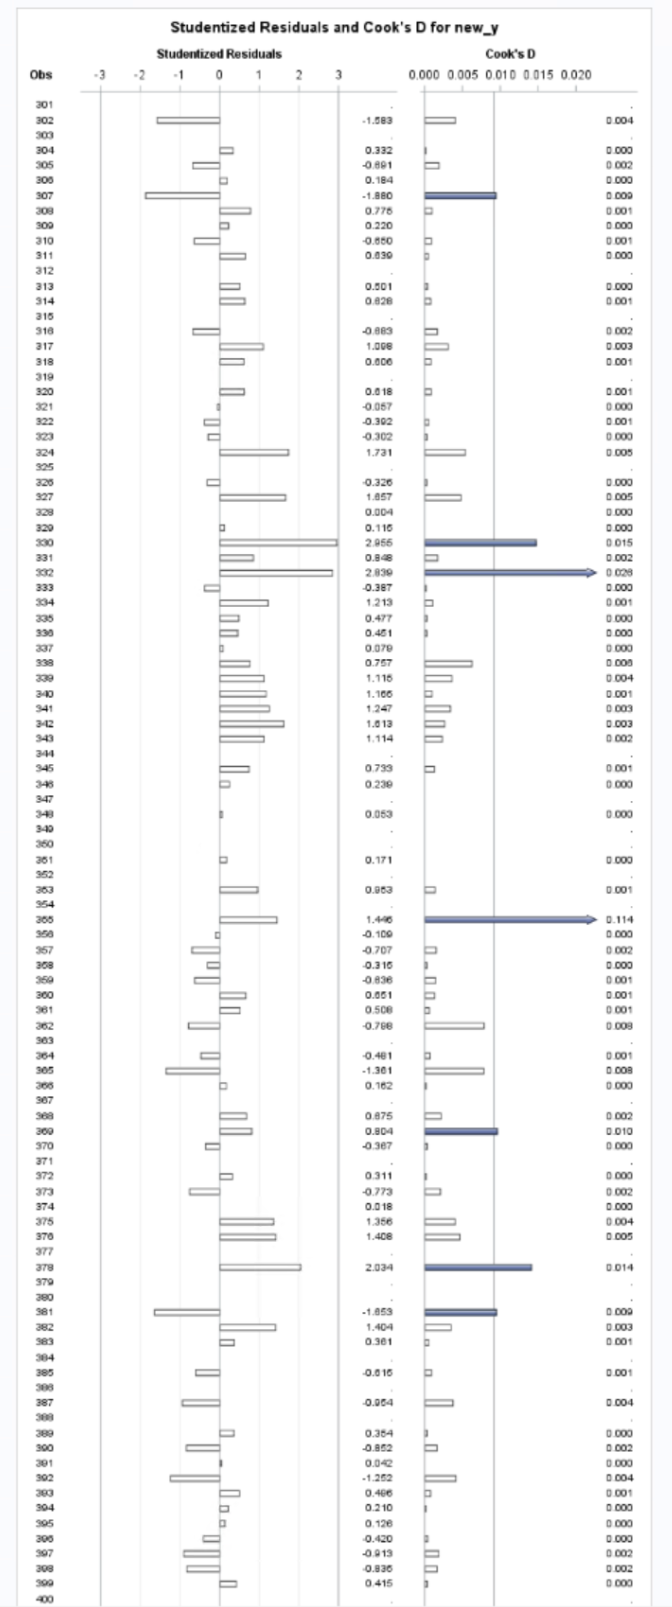 Studentized Residuals and Cook's D for new_y
Studentized Residuals Cook's D
Obs -3 -2 -1 0 1 2 3 0.000 0.005 0.010 0.015 0.020
301 . .
302 -1.583 0.004
303 . .
304 0.332 0.000
305 -0.691 0.002
306 0.184 0.000
307 -1.880 0.009
308 0.775 0.001
309 0.220 0.000
310 -0.650 0.001
311 0.639 0.000
312 . .
313 0.501 0.000
314 0.628 0.001
315 . .
316 -0.683 0.002
317 1.098 0.003
318 0.606 0.001
319 . .
320 0.618 0.001
321 -0.057 0.000
322 -0.392 0.001
323 -0.302 0.000
324 1.731 0.005
325 . .
326 -0.326 0.000
327 1.657 0.005
328 0.004 0.000
329 0.115 0.000
330 2.955 0.015
331 0.848 0.002
332 2.839 0.026
333 -0.387 0.000
334 1.213 0.001
335 0.477 0.000
336 0.451 0.000
337 0.079 0.000
338 0.757 0.006
339 1.115 0.004
340 1.166 0.001
341 1.247 0.003
342 1.613 0.003
343 1.114 0.002
344 . .
345 0.733 0.001
346 0.239 0.000
347 . .
348 0.053 0.000
349 . .
350 . .
351 0.171 0.000
352 . .
353 0.953 0.001
354 . .
355 1.446 0.114
356 -0.109 0.000
357 -0.707 0.002
358 -0.315 0.000
359 -0.636 0.001
360 0.651 0.001
361 0.508 0.001
362 -0.798 0.008
363 . .
364 -0.481 0.001
365 -1.361 0.008
366 0.162 0.000
367 . .
368 0.675 0.002
369 0.804 0.010
370 -0.367 0.000
371 . .
372 0.311 0.000
373 -0.773 0.002
374 0.018 0.000
375 1.356 0.004
376 1.408 0.005
377 . .
378 2.034 0.014
379 . .
380 . .
381 -1.653 0.009
382 1.404 0.003
383 0.361 0.001
384 . .
385 -0.615 0.001
386 . .
387 -0.954 0.004
388 . .
389 0.354 0.000
390 -0.852 0.002
391 0.042 0.000
392 -1.252 0.004
393 0.486 0.001
394 0.210 0.000
395 0.126 0.000
396 -0.420 0.000
397 -0.913 0.002
398 -0.835 0.002
399 0.415 0.000
400 . .